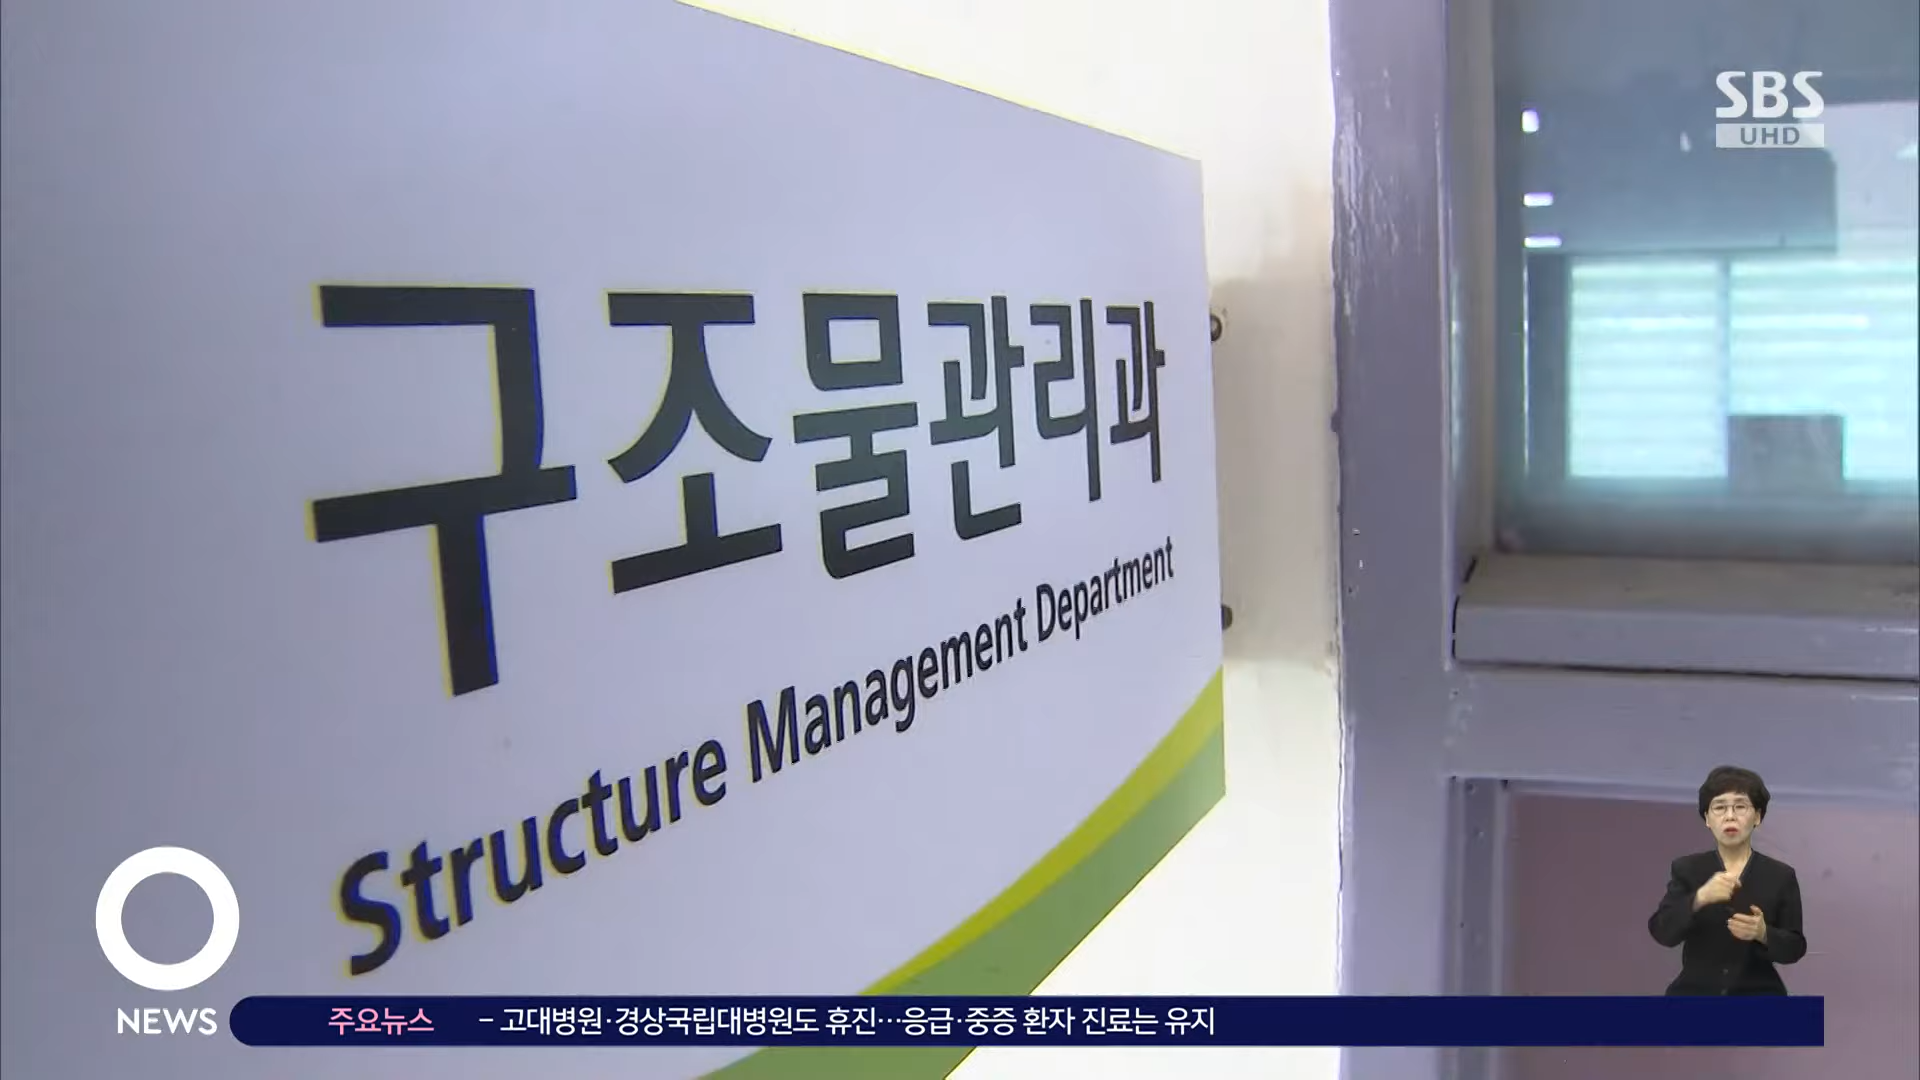 SBS
UHD
구조물관리과
Structure Management Department
NEWS
주요뉴스 - 고대병원·경상국립대병원도 휴진…응급·중증 환자 진료는 유지